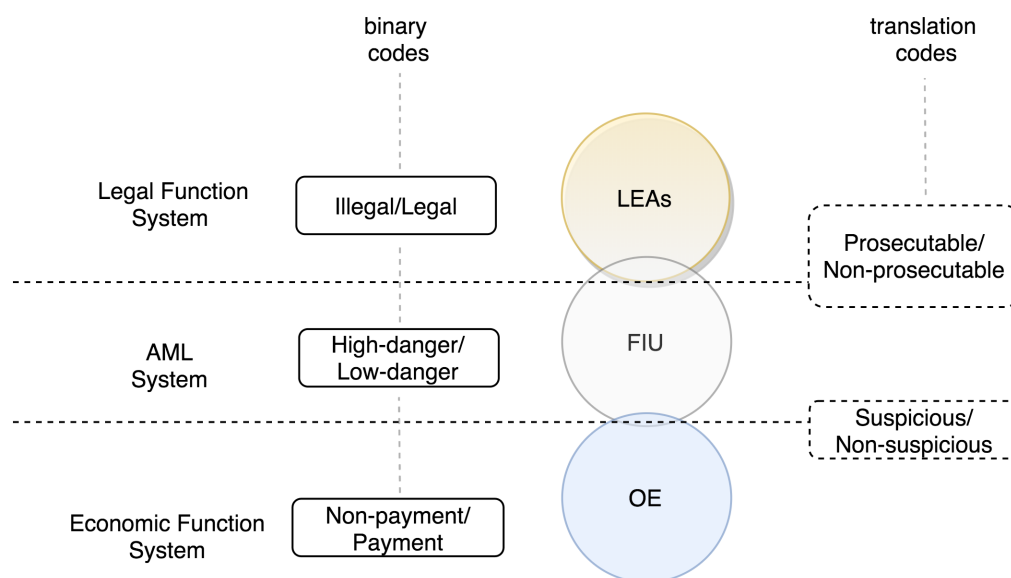 binary
codes
translation
codes
Legal Function
System
Illegal/Legal
LEAs
Prosecutable/
Non-prosecutable
AML
System
High-danger/
Low-danger
FIU
Suspicious/
Non-suspicious
Economic Function
System
Non-payment/
Payment
OE